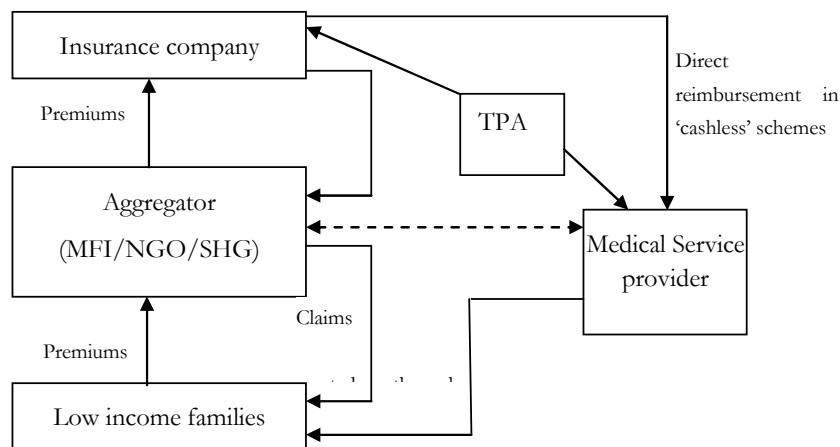 Insurance company
Direct
reimbursement in
‘cashless’ schemes
Premiums
TPA
Aggregator
(MFI/NGO/SHG)
Medical Service
provider
Claims
Premiums
Low income families